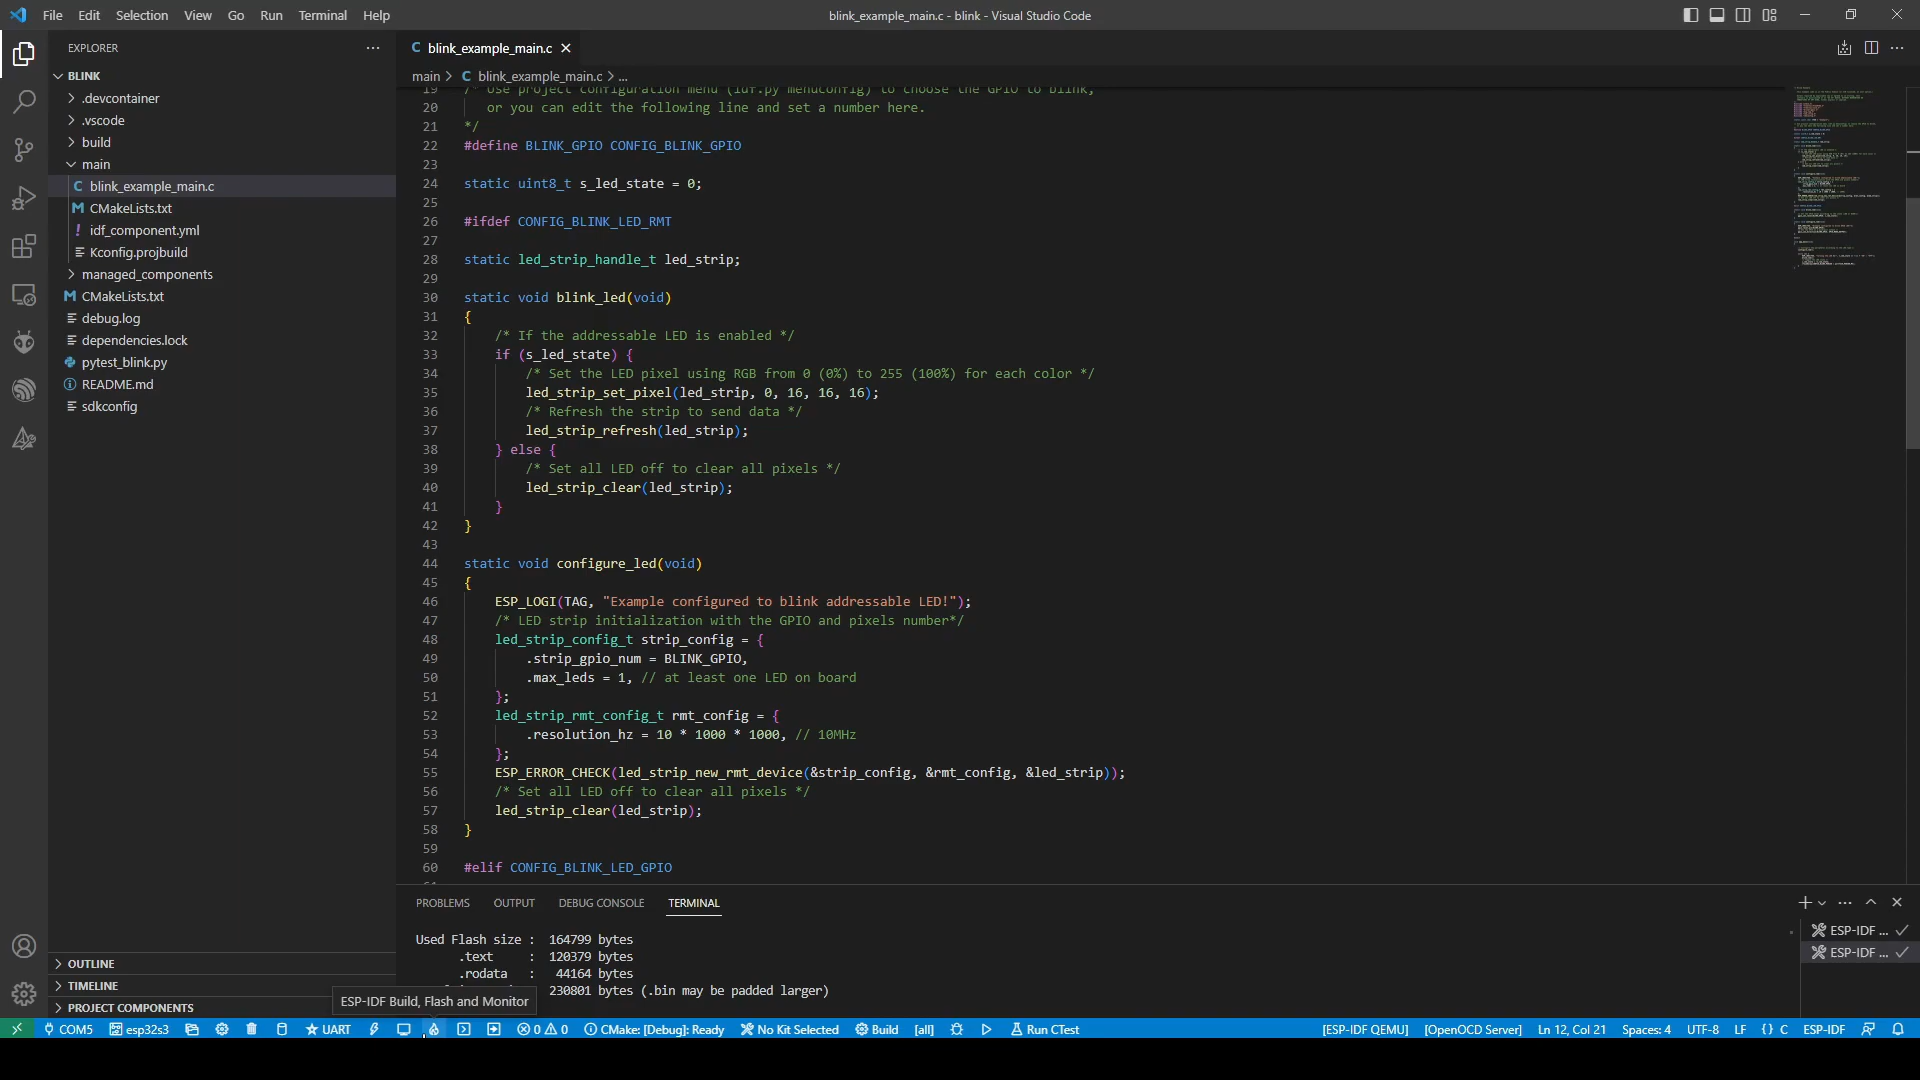 File Edit Selection View Go Run Terminal Help
blink_example_main.c - blink - Visual Studio Code
EXPLORER
BLINK
.devcontainer
.vscode
build
main
C blink_example_main.c
M CMakeLists.txt
! idf_component.yml
Kconfig.projbuild
managed_components
M CMakeLists.txt
debug.log
dependencies.lock
pytest_blink.py
README.md
sdkconfig
OUTLINE
TIMELINE
PROJECT COMPONENTS
C blink_example_main.c
main > C blink_example_main.c > ...
19 /* Use project configuration menu (idf.py menuconfig) to choose the GPIO to blink,
20 or you can edit the following line and set a number here.
21 */
22 #define BLINK_GPIO CONFIG_BLINK_GPIO
23
24 static uint8_t s_led_state = 0;
25
26 #ifdef CONFIG_BLINK_LED_RMT
27
28 static led_strip_handle_t led_strip;
29
30 static void blink_led(void)
31 {
32 /* If the addressable LED is enabled */
33 if (s_led_state) {
34 /* Set the LED pixel using RGB from 0 (0%) to 255 (100%) for each color */
35 led_strip_set_pixel(led_strip, 0, 16, 16, 16);
36 /* Refresh the strip to send data */
37 led_strip_refresh(led_strip);
38 } else {
39 /* Set all LED off to clear all pixels */
40 led_strip_clear(led_strip);
41 }
42 }
43
44 static void configure_led(void)
45 {
46 ESP_LOGI(TAG, "Example configured to blink addressable LED!");
47 /* LED strip initialization with the GPIO and pixels number*/
48 led_strip_config_t strip_config = {
49 .strip_gpio_num = BLINK_GPIO,
50 .max_leds = 1, // at least one LED on board
51 };
52 led_strip_rmt_config_t rmt_config = {
53 .resolution_hz = 10 * 1000 * 1000, // 10MHz
54 };
55 ESP_ERROR_CHECK(led_strip_new_rmt_device(&strip_config, &rmt_config, &led_strip));
56 /* Set all LED off to clear all pixels */
57 led_strip_clear(led_strip);
58 }
59
60 #elif CONFIG_BLINK_LED_GPIO
PROBLEMS OUTPUT DEBUG CONSOLE TERMINAL
Used Flash size : 164799 bytes
.text : 120379 bytes
.rodata : 44164 bytes
230801 bytes (.bin may be padded larger)
ESP-IDF ...
ESP-IDF ...
ESP-IDF Build, Flash and Monitor
COM5 esp32s3 UART 0 0 CMake: [Debug]: Ready No Kit Selected Build [all] Run CTest [ESP-IDF QEMU] [OpenOCD Server] Ln 12, Col 21 Spaces: 4 UTF-8 LF {} C ESP-IDF